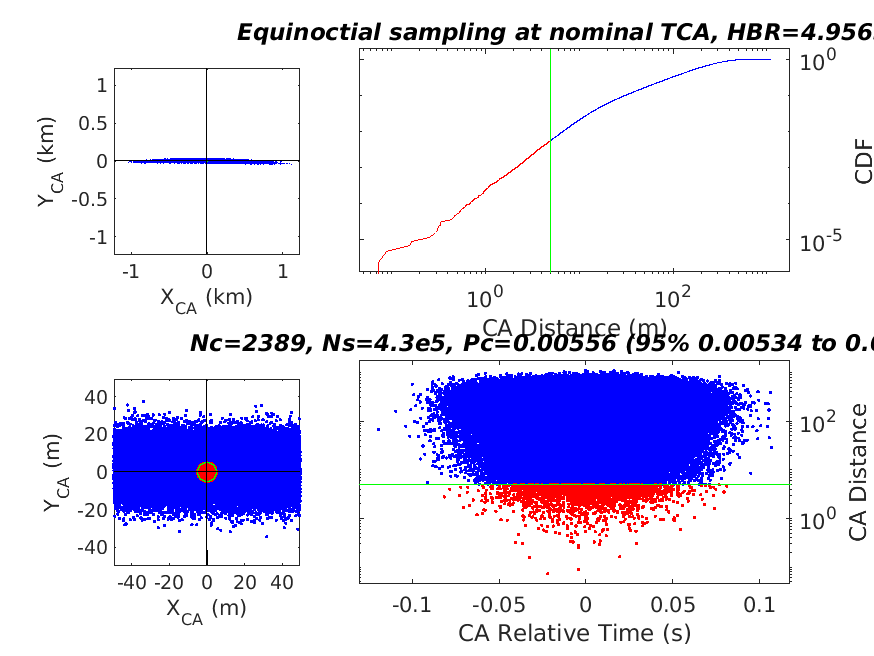 Equinoctial sampling at nominal TCA, HBR=4.956
1
0.5
0
-0.5
-1
Y_CA (km)
-1 0 1
X_CA (km)
10^0
10^-5
CDF
10^0 10^2
CA Distance (m)
Nc=2389, Ns=4.3e5, Pc=0.00556 (95% 0.00534 to 0.0
40
20
0
-20
-40
Y_CA (m)
-40 -20 0 20 40
X_CA (m)
10^2
10^0
CA Distance
-0.1 -0.05 0 0.05 0.1
CA Relative Time (s)